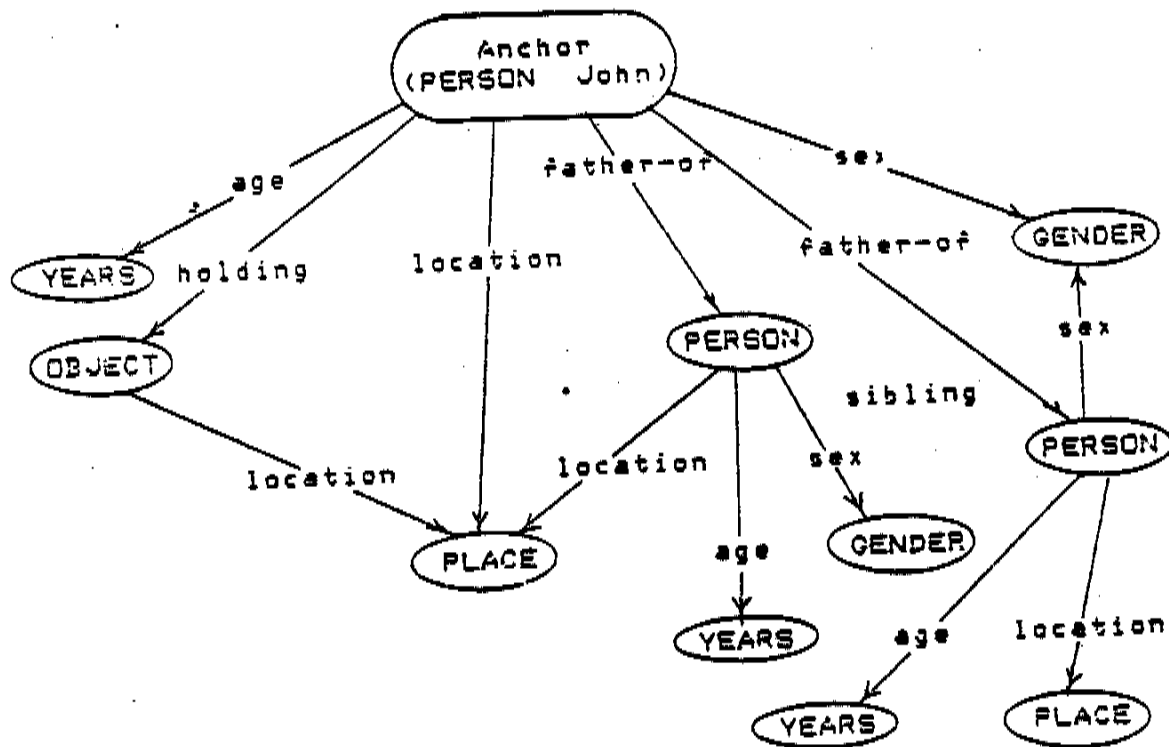 Anchor
(PERSON John)
age
father-of
sex
YEARS
holding
location
father-of
GENDER
OBJECT
PERSON
sex
sibling
PERSON
location
location
sex
PLACE
age
GENDER
YEARS
age
location
YEARS
PLACE